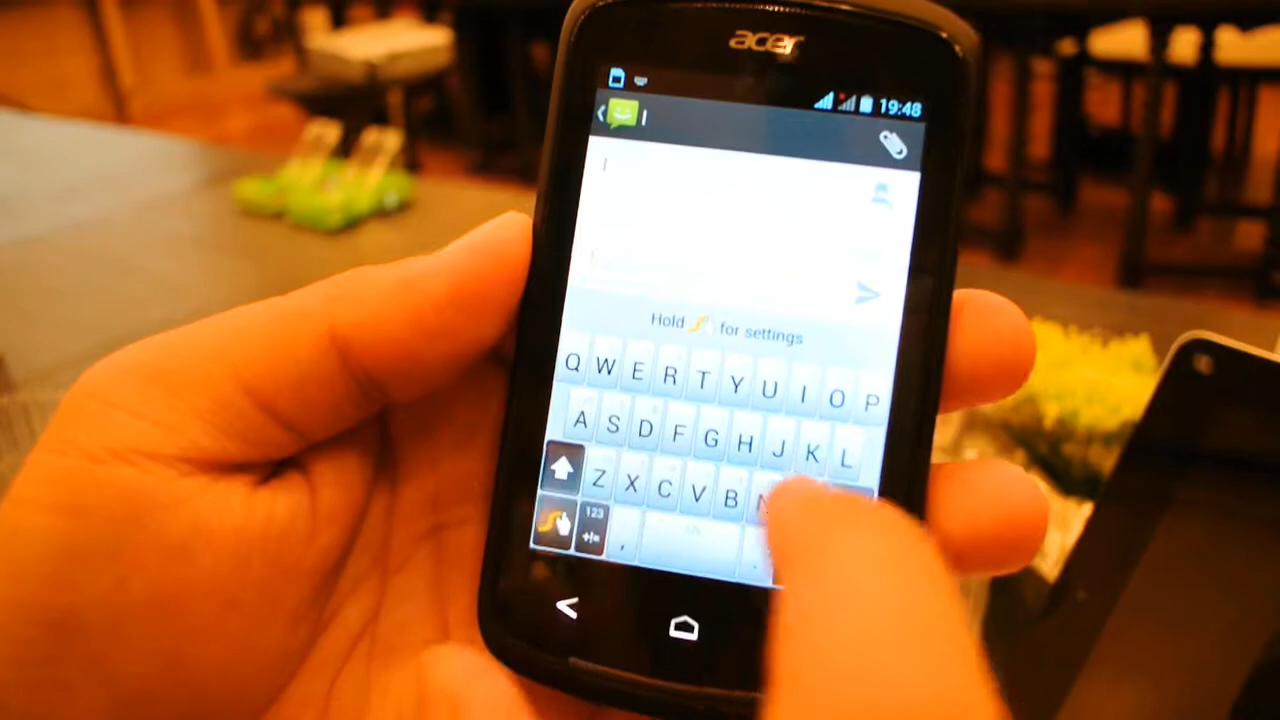 acer
19:48
Hold for settings
Q W E R T Y U I O P
A S D F G H J K L
Z X C V B N
123
+!=
, .